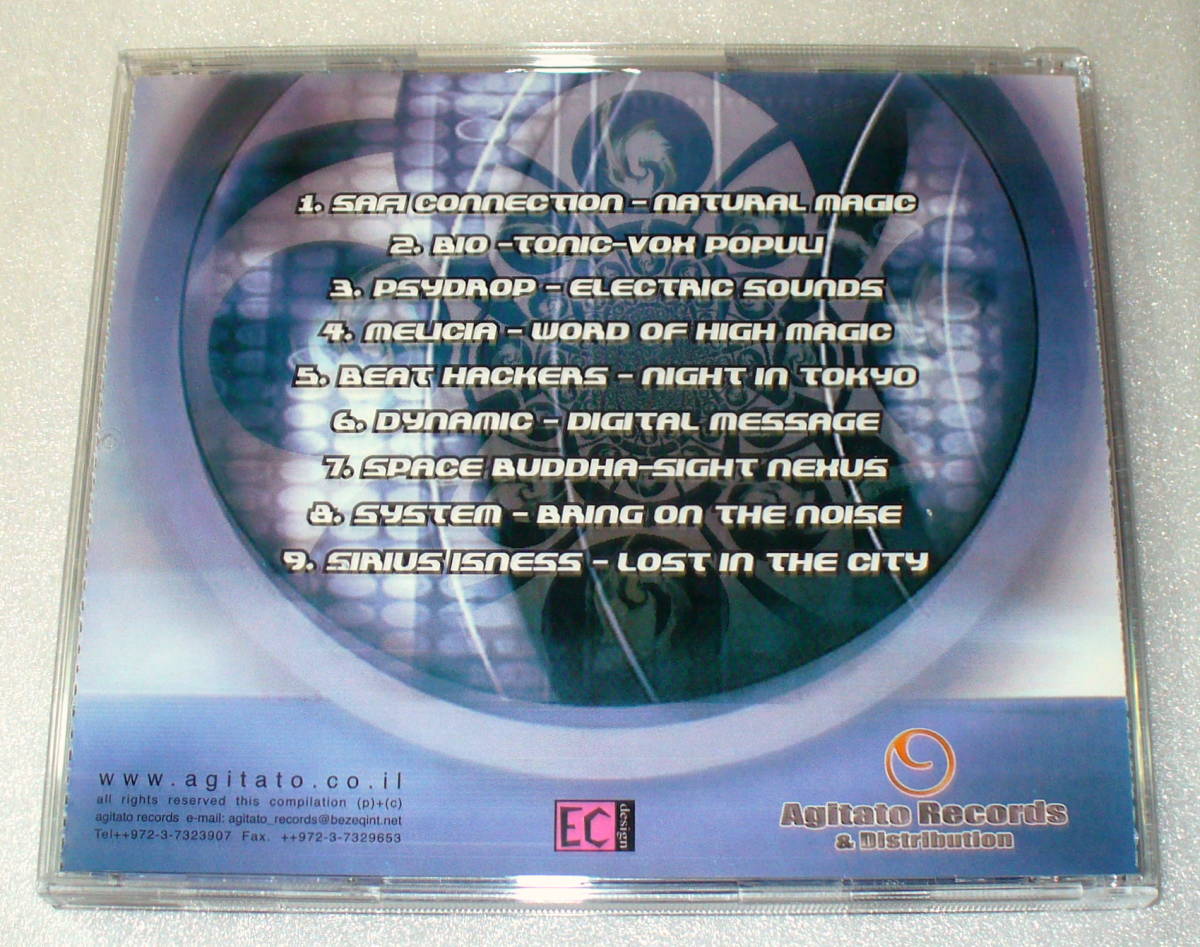 1. SAFI CONNECTION - NATURAL MAGIC
2. BIO -TONIC-VOX POPULI
3. PSYDROP - ELECTRIC SOUNDS
4. MELICIA - WORD OF HIGH MAGIC
5. BEAT HACKERS - NIGHT IN TOKYO
6. DYNAMIC - DIGITAL MESSAGE
7. SPACE BUDDHA-SIGHT NEXUS
8. SYSTEM - BRING ON THE NOISE
9. SIRIUS ISNESS - LOST IN THE CITY
www.agitato.co.il
all rights reserved this compilation (p)+(c)
agitato records e-mail: agitato_records@bezeqint.net
Tel++972-3-7323907 Fax. ++972-3-7329653
EC
design
Agitato Records
& Distribution